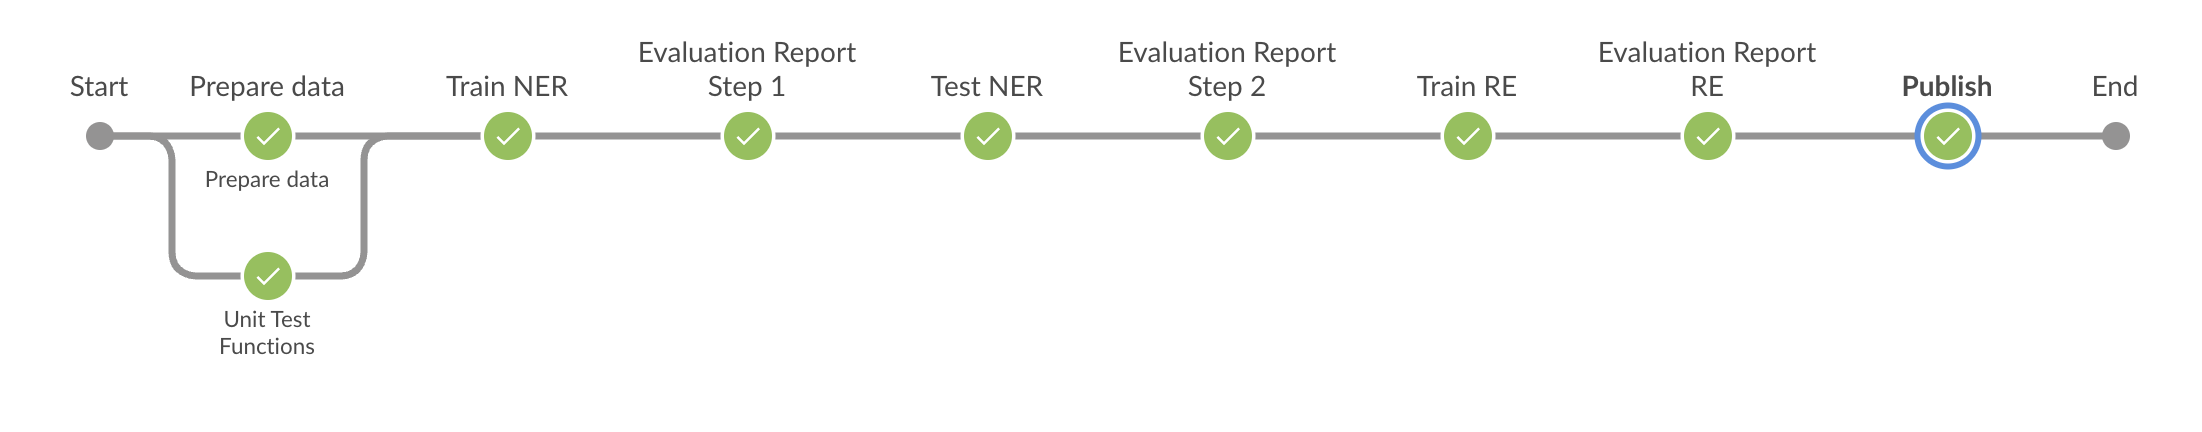 Start
Prepare data
Train NER
Evaluation Report
Step 1
Test NER
Evaluation Report
Step 2
Train RE
Evaluation Report
RE
Publish
End
Prepare data
Unit Test
Functions